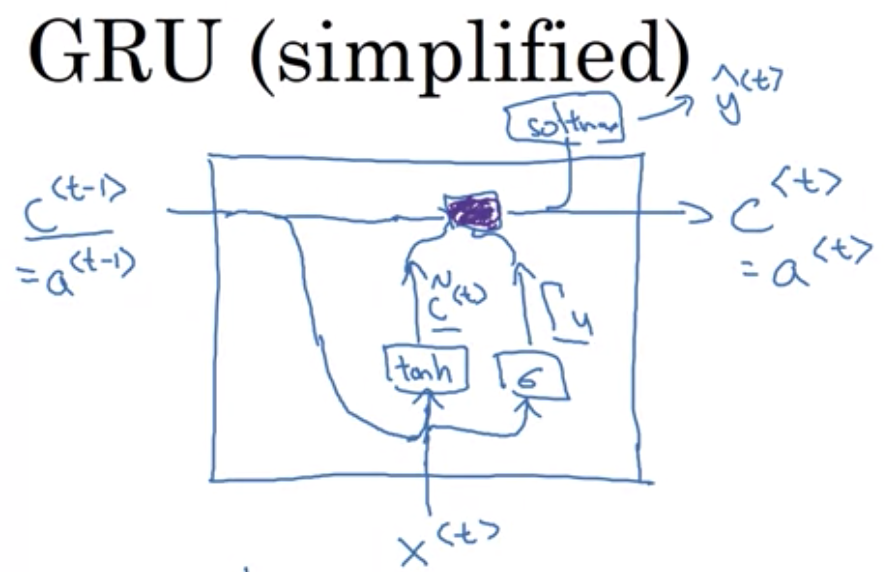 GRU (simplified)
softmax
ŷ<t>
c<t-1>
= a<t-1>
c<t>
= a<t>
c̃<t>
Γu
tanh
σ
x<t>